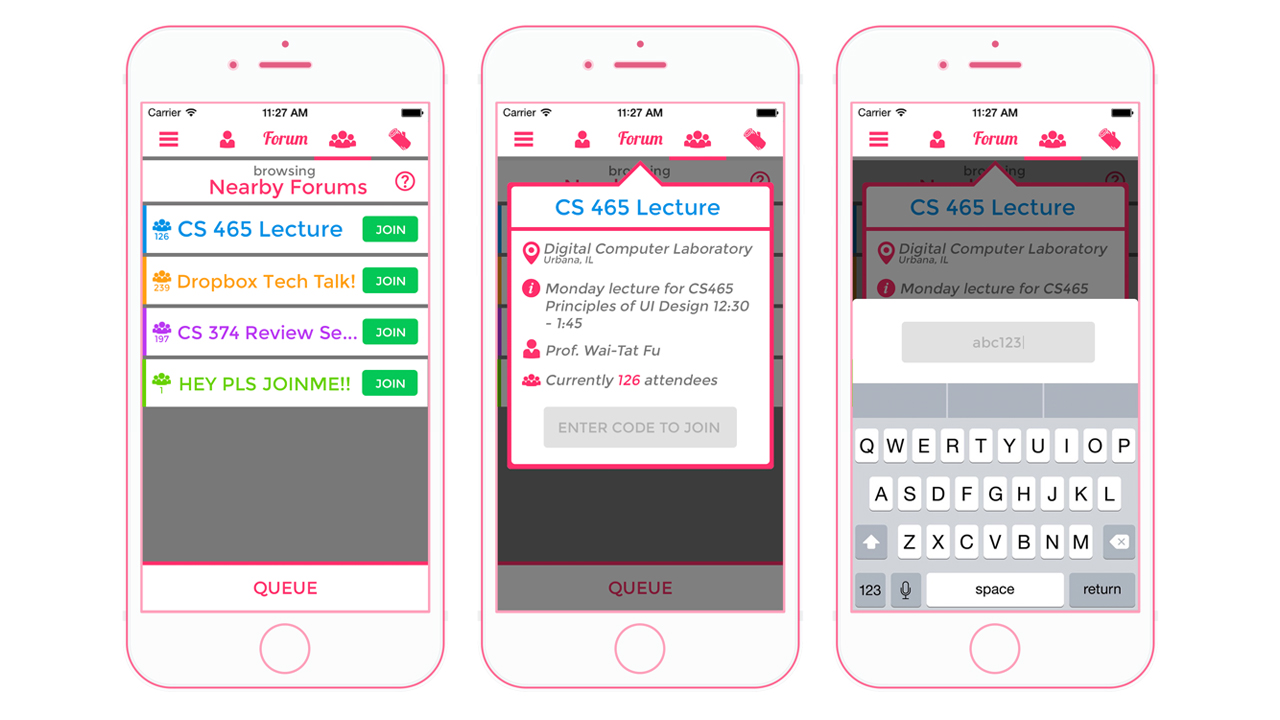 Carrier 11:27 AM
Forum
browsing
Nearby Forums ?
126 CS 465 Lecture JOIN
239 Dropbox Tech Talk! JOIN
197 CS 374 Review Se... JOIN
1 HEY PLS JOINME!! JOIN
QUEUE
Carrier 11:27 AM
Forum
browsing
CS 465 Lecture
Digital Computer Laboratory
Urbana, IL
i Monday lecture for CS465
Principles of UI Design 12:30
- 1:45
Prof. Wai-Tat Fu
Currently 126 attendees
ENTER CODE TO JOIN
QUEUE
Carrier 11:27 AM
Forum
browsing
CS 465 Lecture
Digital Computer Laboratory
Urbana, IL
i Monday lecture for CS465
abc123
Q W E R T Y U I O P
A S D F G H J K L
Z X C V B N M
123 space return